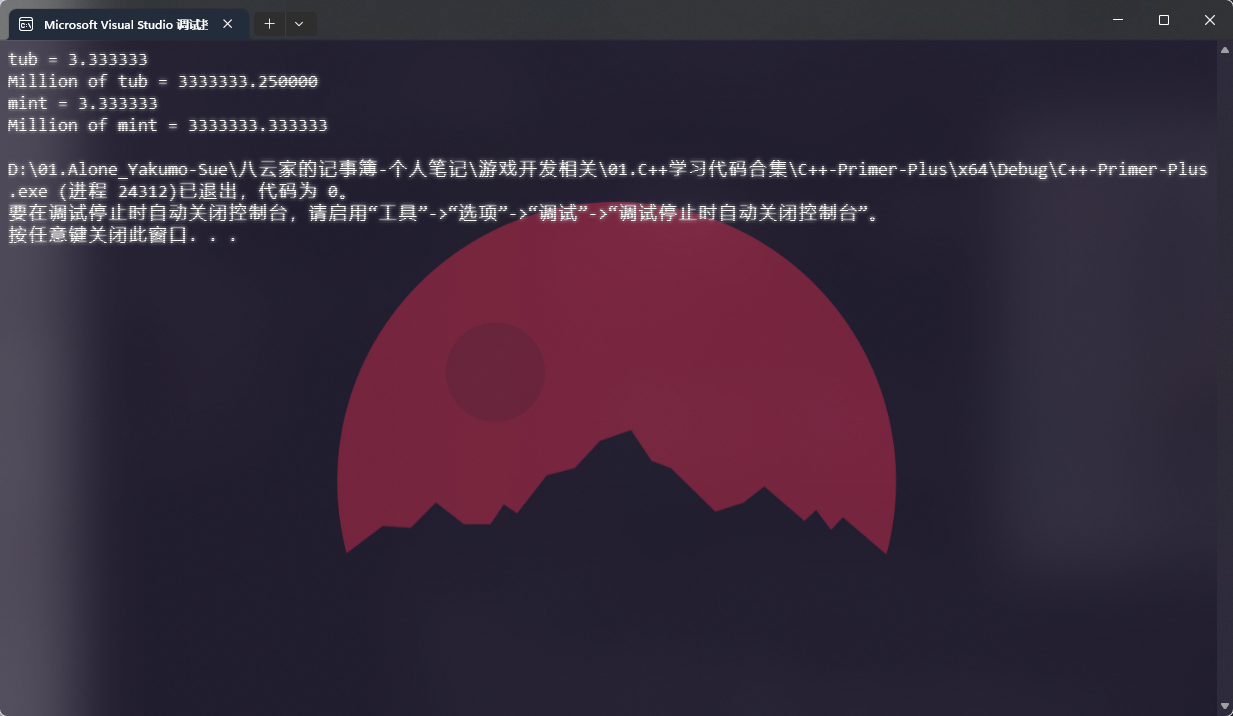 Microsoft Visual Studio 调试
tub = 3.333333
Million of tub = 3333333.250000
mint = 3.333333
Million of mint = 3333333.333333
D:\01.Alone_Yakumo-Sue\八云家的记事簿-个人笔记\游戏开发相关\01.C++学习代码合集\C++-Primer-Plus\x64\Debug\C++-Primer-Plus
.exe (进程 24312)已退出，代码为 0。
要在调试停止时自动关闭控制台，请启用“工具”->“选项”->“调试”->“调试停止时自动关闭控制台”。
按任意键关闭此窗口. . .